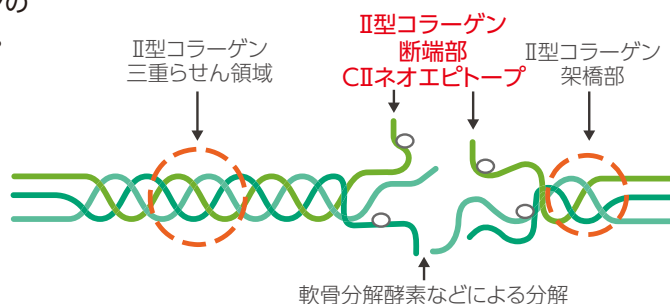 の
Ⅱ型コラーゲン
三重らせん領域
Ⅱ型コラーゲン
断端部
CⅡネオエピトープ
Ⅱ型コラーゲン
架橋部
軟骨分解酵素などによる分解